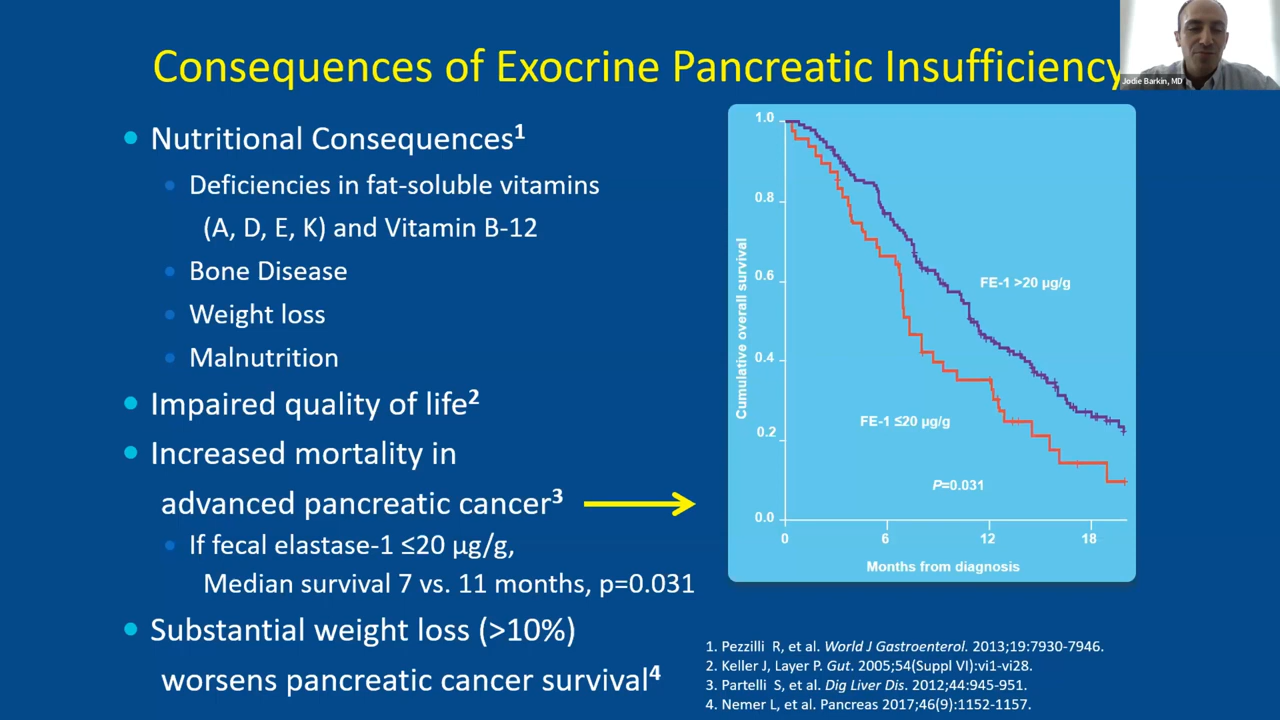 Consequences of Exocrine Pancreatic Insufficiency
Jodie Barkin, MD
• Nutritional Consequences¹
• Deficiencies in fat-soluble vitamins
(A, D, E, K) and Vitamin B-12
• Bone Disease
• Weight loss
• Malnutrition
• Impaired quality of life²
• Increased mortality in
advanced pancreatic cancer³
• If fecal elastase-1 ≤20 µg/g,
Median survival 7 vs. 11 months, p=0.031
• Substantial weight loss (>10%)
worsens pancreatic cancer survival⁴
Cumulative overall survival
1.0
0.8
0.6
0.4
0.2
0.0
FE-1 >20 µg/g
FE-1 ≤20 µg/g
P=0.031
0 6 12 18
Months from diagnosis
1. Pezzilli R, et al. World J Gastroenterol. 2013;19:7930-7946.
2. Keller J, Layer P. Gut. 2005;54(Suppl VI):vi1-vi28.
3. Partelli S, et al. Dig Liver Dis. 2012;44:945-951.
4. Nemer L, et al. Pancreas 2017;46(9):1152-1157.